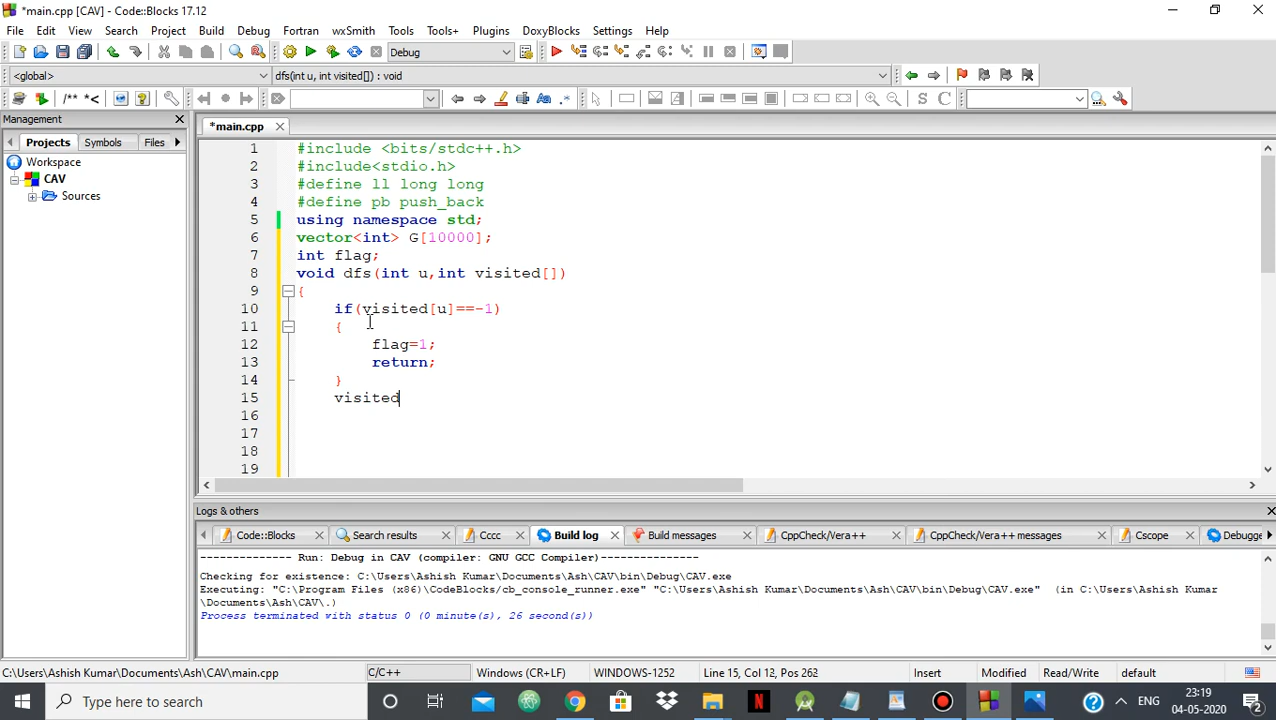 *main.cpp [CAV] - Code::Blocks 17.12
File Edit View Search Project Build Debug Fortran wxSmith Tools Tools+ Plugins DoxyBlocks Settings Help
Debug
<global> dfs(int u, int visited[]) : void
/** *<
Management
*main.cpp
Projects Symbols Files
Workspace
CAV
Sources
1 #include <bits/stdc++.h>
2 #include<stdio.h>
3 #define ll long long
4 #define pb push_back
5 using namespace std;
6 vector<int> G[10000];
7 int flag;
8 void dfs(int u,int visited[])
9 {
10 if(visited[u]==-1)
11 {
12 flag=1;
13 return;
14 }
15 visited
16
17
18
19
Logs & others
Code::Blocks Search results Cccc Build log Build messages CppCheck/Vera++ CppCheck/Vera++ messages Cscope Debugge
-------------- Run: Debug in CAV (compiler: GNU GCC Compiler)---------------
Checking for existence: C:\Users\Ashish Kumar\Documents\Ash\CAV\bin\Debug\CAV.exe
Executing: "C:\Program Files (x86)\CodeBlocks/cb_console_runner.exe" "C:\Users\Ashish Kumar\Documents\Ash\CAV\bin\Debug\CAV.exe"  (in C:\Users\Ashish Kumar
\Documents\Ash\CAV\.)
Process terminated with status 0 (0 minute(s), 26 second(s))
C:\Users\Ashish Kumar\Documents\Ash\CAV\main.cpp C/C++ Windows (CR+LF) WINDOWS-1252 Line 15, Col 12, Pos 262 Insert Modified Read/Write default
Type here to search
ENG
23:19
04-05-2020
2